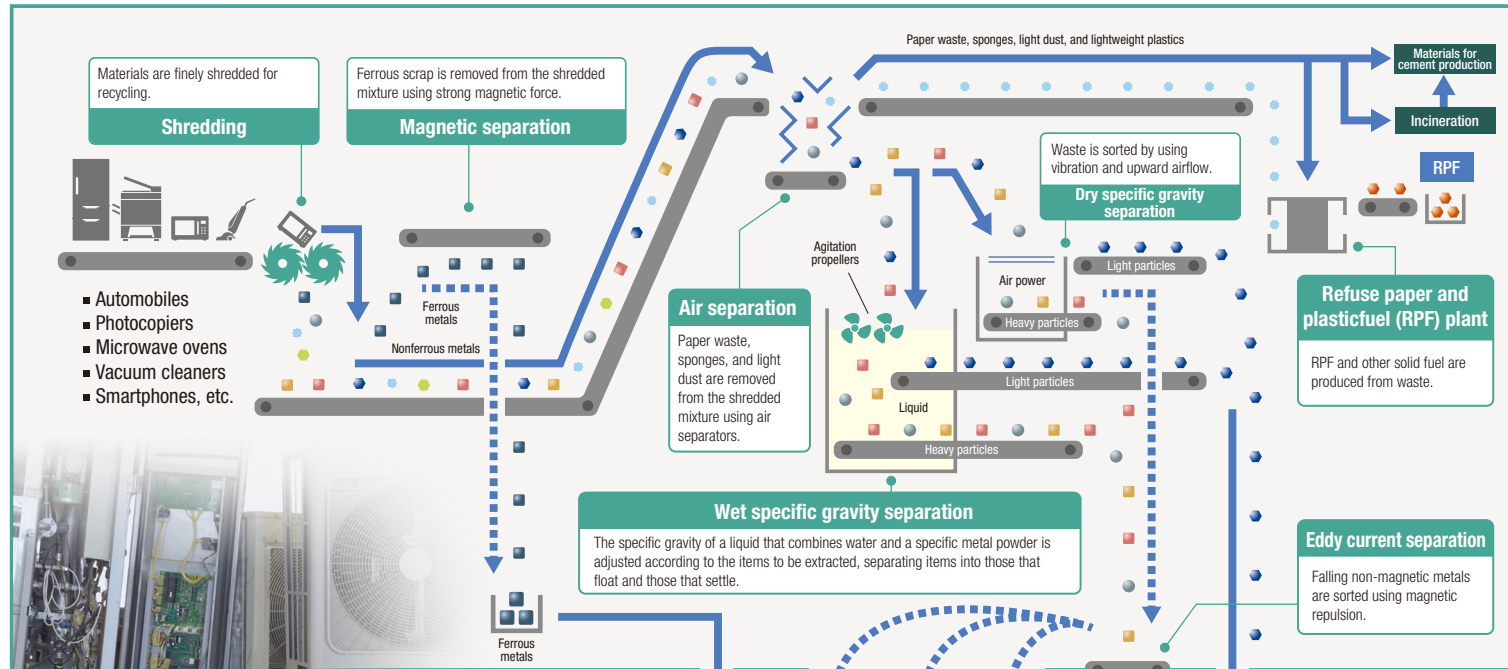 Paper waste, sponges, light dust, and lightweight plastics
Materials for
cement production
Incineration
Materials are finely shredded for
recycling.
Shredding
Ferrous scrap is removed from the shredded
mixture using strong magnetic force.
Magnetic separation
Waste is sorted by using
vibration and upward airflow.
Dry specific gravity
separation
RPF
Agitation
propellers
Air power
Light particles
Heavy particles
■ Automobiles
■ Photocopiers
■ Microwave ovens
■ Vacuum cleaners
■ Smartphones, etc.
Ferrous
metals
Nonferrous metals
Air separation
Paper waste,
sponges, and light
dust are removed
from the shredded
mixture using air
separators.
Light particles
Liquid
Heavy particles
Refuse paper and
plasticfuel (RPF) plant
RPF and other solid fuel are
produced from waste.
Wet specific gravity separation
The specific gravity of a liquid that combines water and a specific metal powder is
adjusted according to the items to be extracted, separating items into those that
float and those that settle.
Eddy current separation
Falling non-magnetic metals
are sorted using magnetic
repulsion.
Ferrous
metals